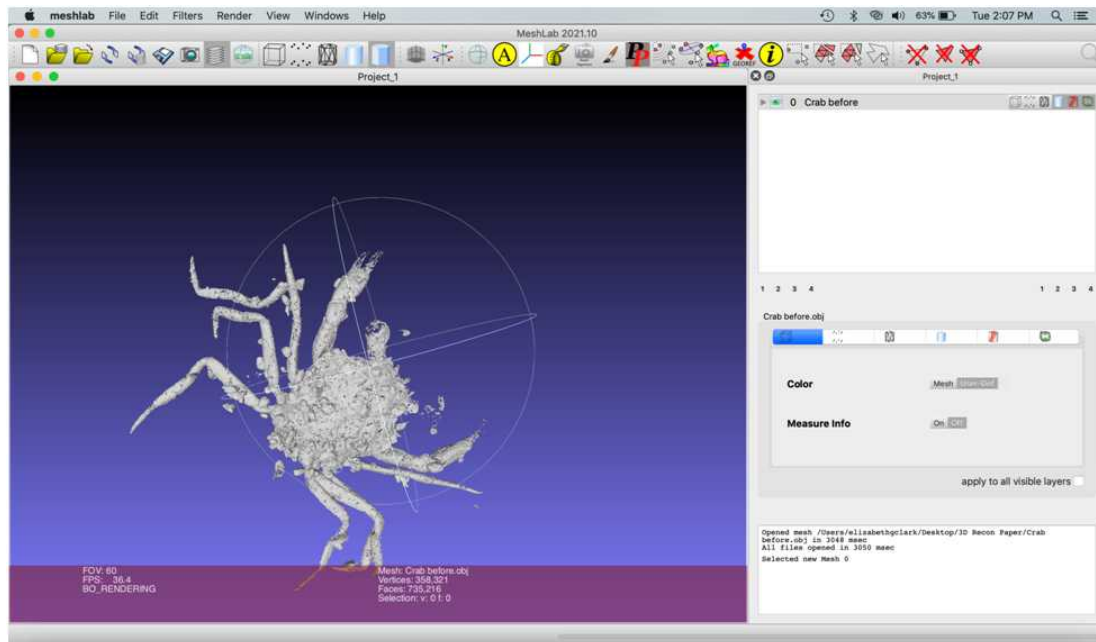 meshlab File Edit Filters Render View Windows Help 63% Tue 2:07 PM
MeshLab 2021.10
A Pp GEOREF i
Project_1
Project_1
0 Crab before
1 2 3 4 1 2 3 4
Crab before.obj
Color Mesh User-Def
Measure Info On Off
apply to all visible layers
Opened mesh /Users/elizabethgclark/Desktop/3D Recon Paper/Crab
before.obj in 3048 msec
All files opened in 3050 msec
Selected new Mesh 0
FOV: 60
FPS: 36.4
BO_RENDERING
Mesh: Crab before.obj
Vertices: 358,321
Faces: 735,216
Selection: v: 0 f: 0